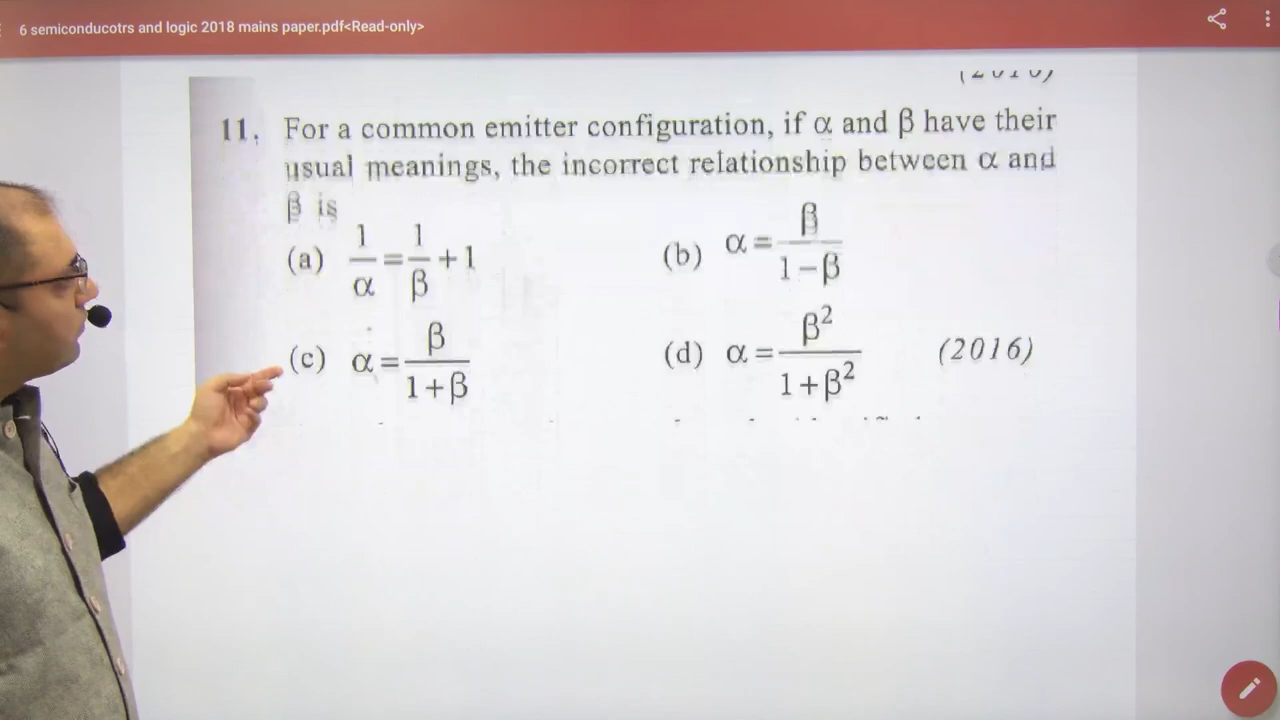 6 semiconducotrs and logic 2018 mains paper.pdf<Read-only>
11. For a common emitter configuration, if α and β have their
usual meanings, the incorrect relationship between α and
β is
(a) 1/α = 1/β + 1 (b) α = β/(1 − β)
(c) α = β/(1 + β) (d) α = β²/(1 + β²) (2016)